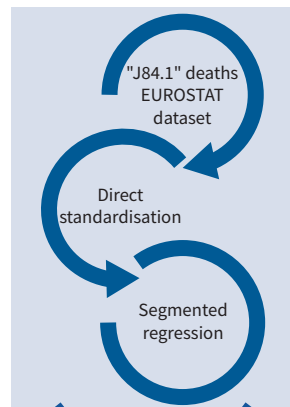 "J84.1" deaths
EUROSTAT
dataset
Direct
standardisation
Segmented
regression